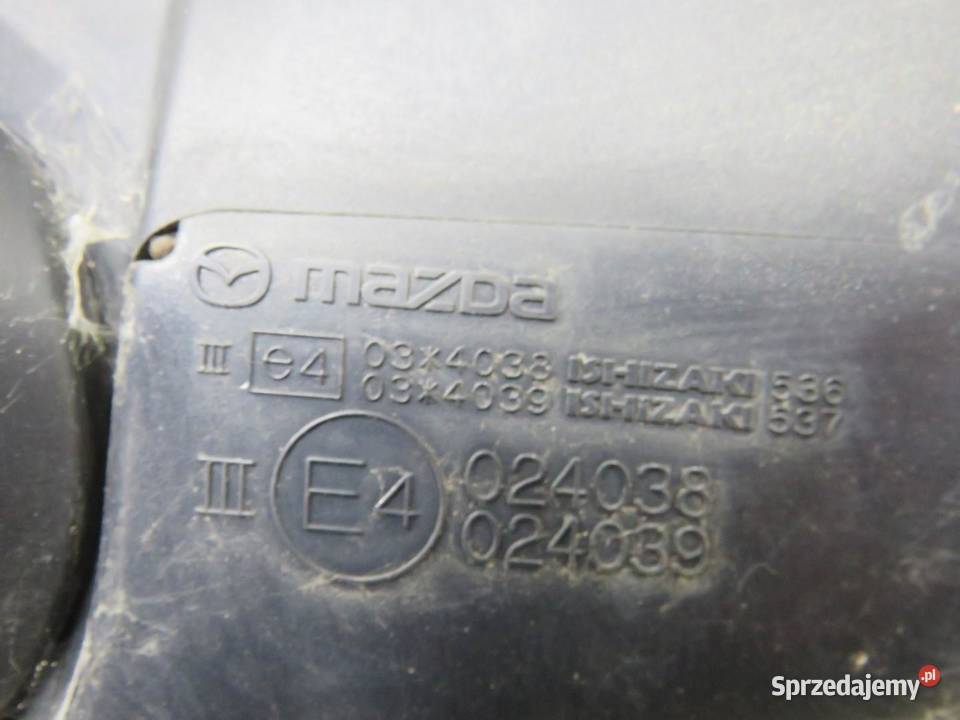 mazda
III e4 03*4038 ISHIZAKI 536
03*4039 ISHIZAKI 537
III E4 024038
024039
Sprzedajemy.pl